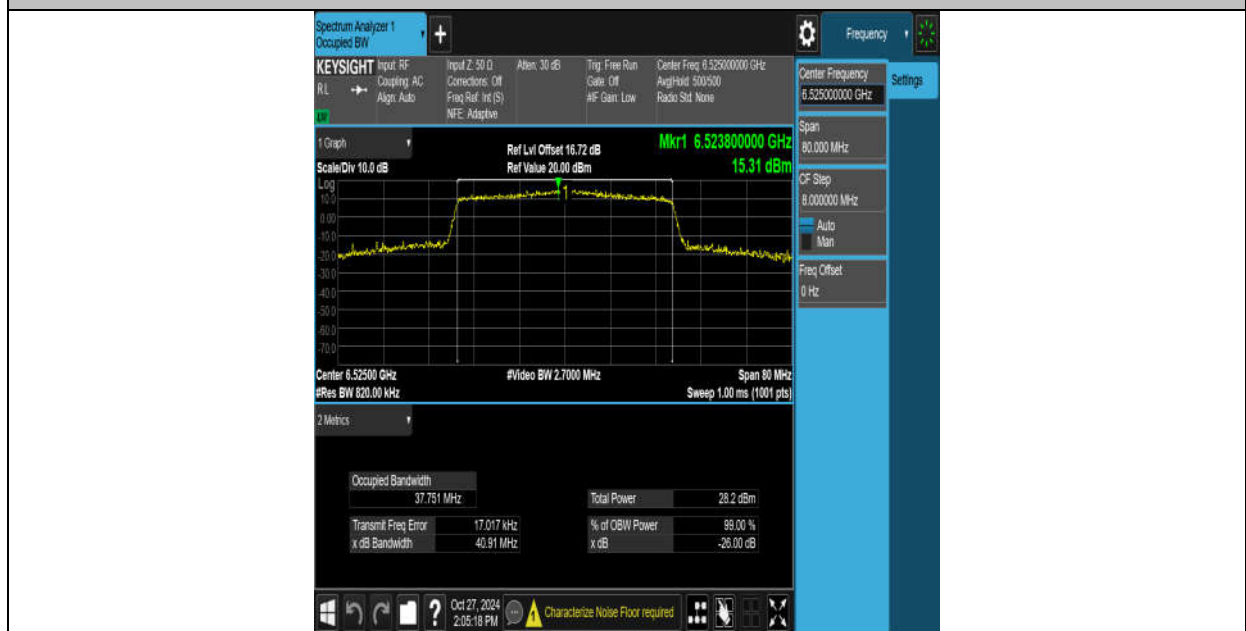 Spectrum Analyzer 1
Occupied BW
+
Frequency
KEYSIGHT
RL
LW
Input: RF
Coupling: AC
Align: Auto
Input Z: 50 Ω
Corrections: Off
Freq Ref: Int (S)
NFE: Adaptive
Atten: 30 dB
Trig: Free Run
Gate: Off
#IF Gain: Low
Center Freq: 6.525000000 GHz
Avg|Hold: 500/500
Radio Std: None
Center Frequency
6.525000000 GHz
Settings
Span
80.000 MHz
CF Step
8.000000 MHz
Auto
Man
Freq Offset
0 Hz
1 Graph
Scale/Div 10.0 dB
Ref Lvl Offset 16.72 dB
Ref Value 20.00 dBm
Mkr1 6.523800000 GHz
15.31 dBm
Log
10.0
0.00
-10.0
-20.0
-30.0
-40.0
-50.0
-60.0
-70.0
1
Center 6.52500 GHz
#Res BW 820.00 kHz
#Video BW 2.7000 MHz
Span 80 MHz
Sweep 1.00 ms (1001 pts)
2 Metrics
Occupied Bandwidth
37.751 MHz
Total Power 28.2 dBm
Transmit Freq Error 17.017 kHz
% of OBW Power 99.00 %
x dB Bandwidth 40.91 MHz
x dB -26.00 dB
?
Oct 27, 2024
2:05:18 PM
Characterize Noise Floor required